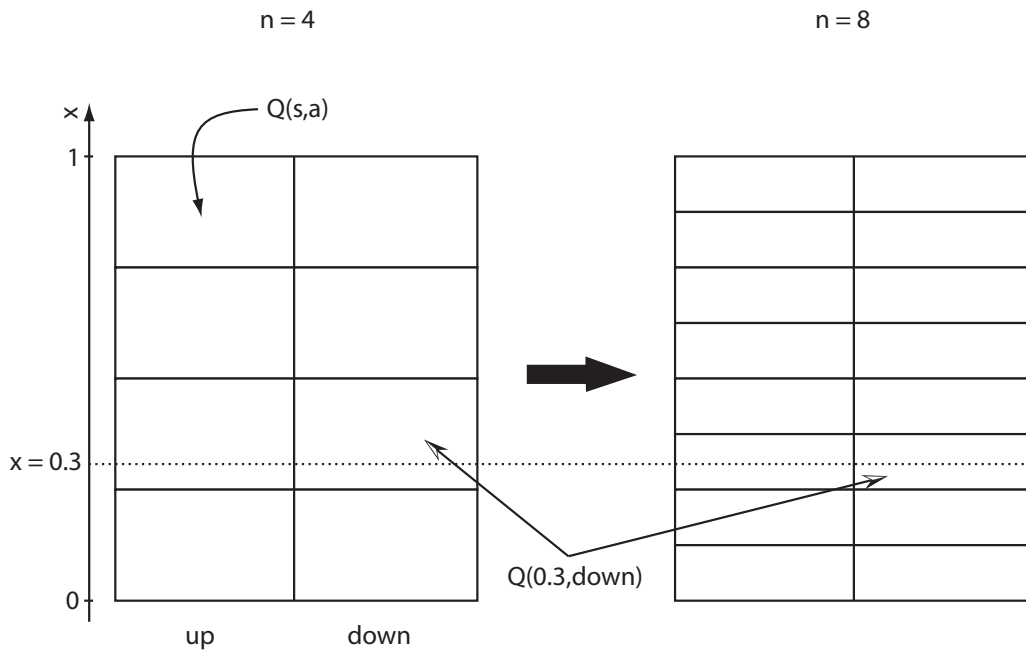 n = 4
n = 8
x
Q(s,a)
1
x = 0.3
Q(0.3,down)
0
up
down